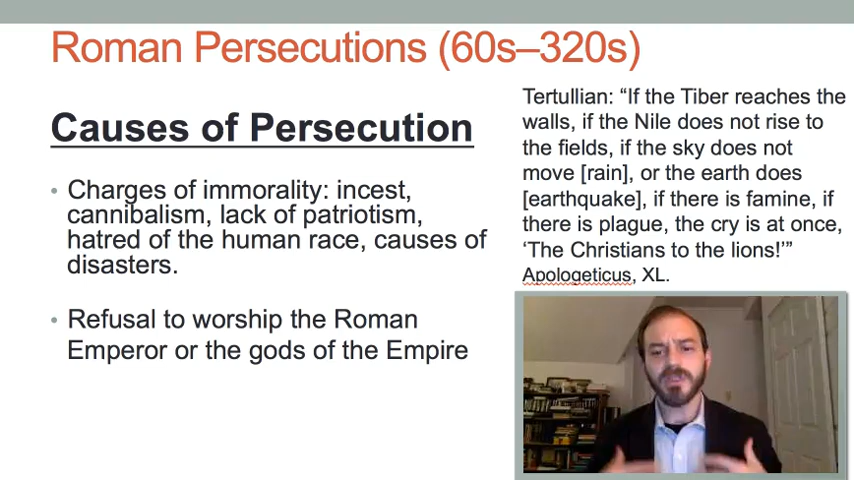 Roman Persecutions (60s–320s)
Causes of Persecution
• Charges of immorality: incest,
cannibalism, lack of patriotism,
hatred of the human race, causes of
disasters.
• Refusal to worship the Roman
Emperor or the gods of the Empire
Tertullian: “If the Tiber reaches the
walls, if the Nile does not rise to
the fields, if the sky does not
move [rain], or the earth does
[earthquake], if there is famine, if
there is plague, the cry is at once,
‘The Christians to the lions!’”
Apologeticus, XL.